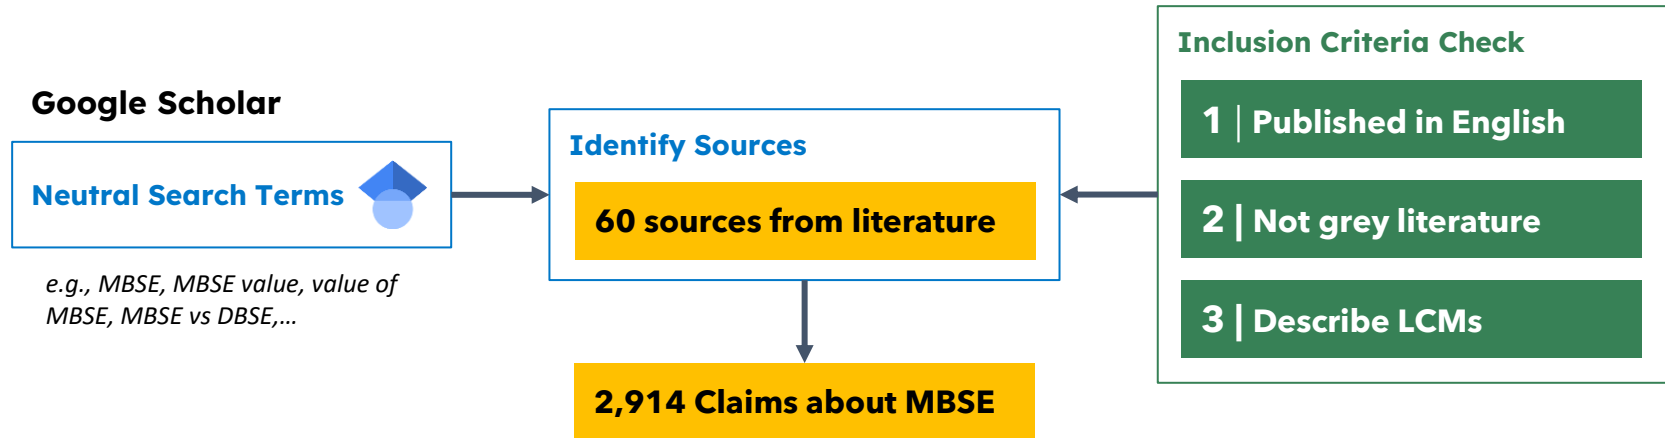 Google Scholar
Neutral Search Terms
e.g., MBSE, MBSE value, value of
MBSE, MBSE vs DBSE,...
Identify Sources
60 sources from literature
2,914 Claims about MBSE
Inclusion Criteria Check
1 | Published in English
2 | Not grey literature
3 | Describe LCMs